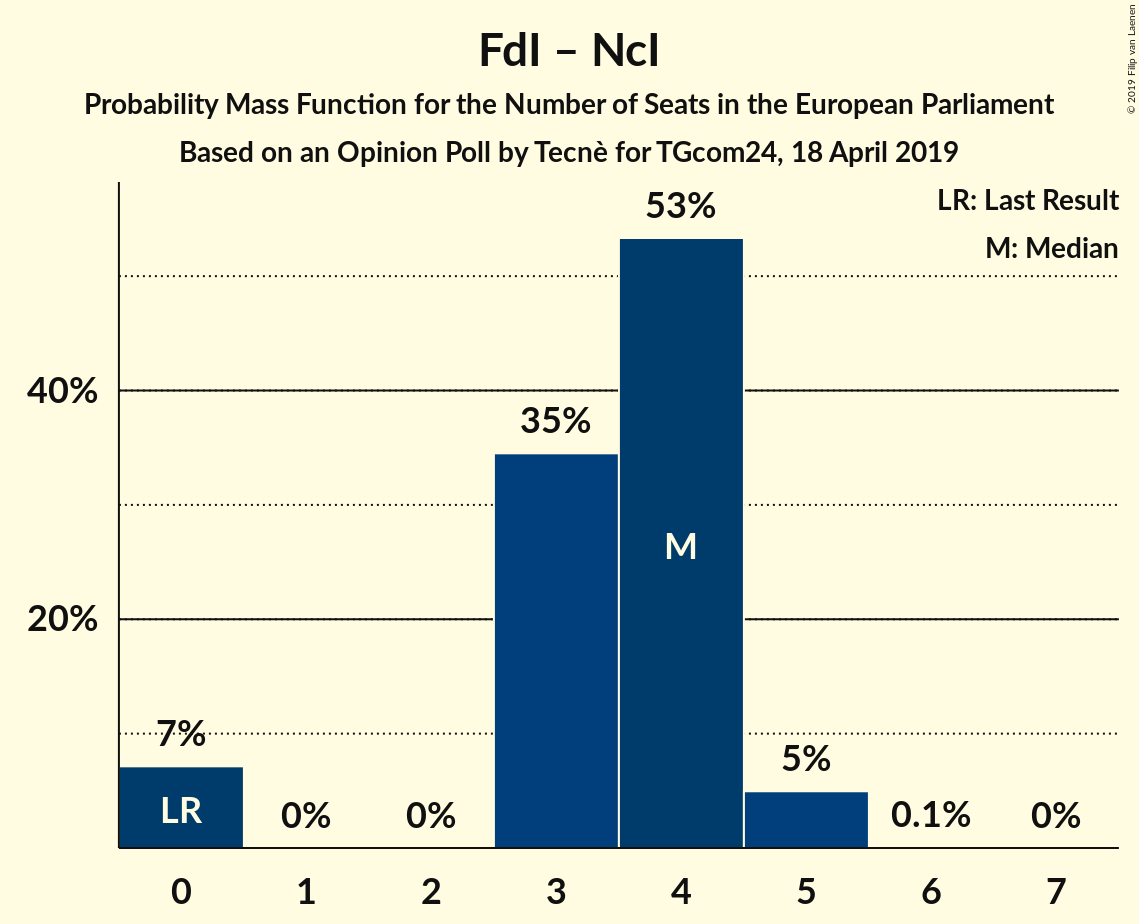 FdI – NcI
Probability Mass Function for the Number of Seats in the European Parliament
Based on an Opinion Poll by Tecnè for TGcom24, 18 April 2019
© 2019 Filip van Laenen
LR: Last Result
M: Median
53%
40%
35%
M
20%
7%
5%
LR
0%
0%
0.1%
0%
0 1 2 3 4 5 6 7